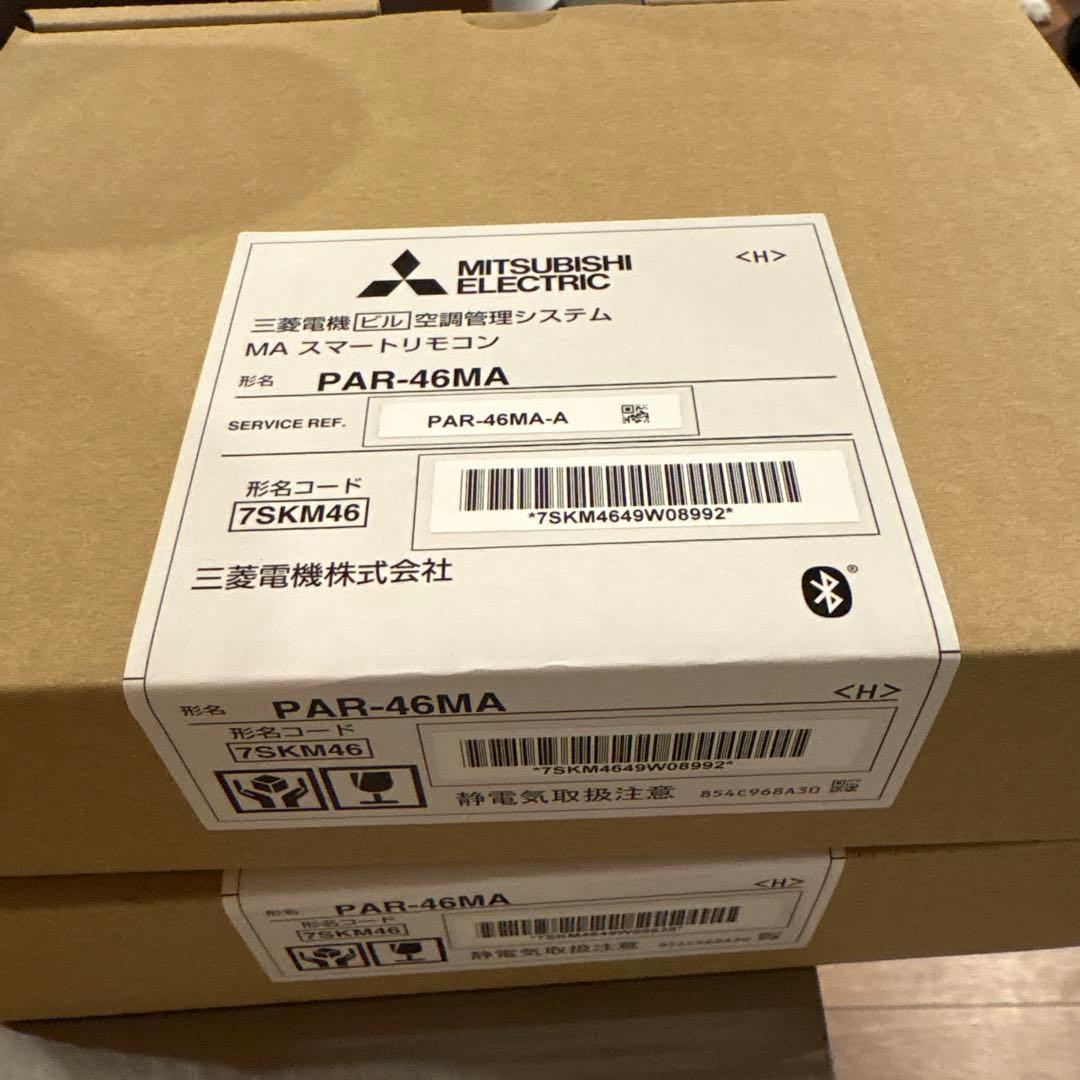 MITSUBISHI
ELECTRIC
<H>
三菱電機 ビル 空調管理システム
MA スマートリモコン
形名 PAR-46MA
SERVICE REF. PAR-46MA-A
形名コード
7SKM46
*7SKM4649W08992*
三菱電機株式会社
®
形名 PAR-46MA
<H>
形名コード
7SKM46
*7SKM4649W08992*
静電気取扱注意 854C968A30
形名 PAR-46MA
<H>
形名コード
7SKM46
静電気取扱注意 854C968A30